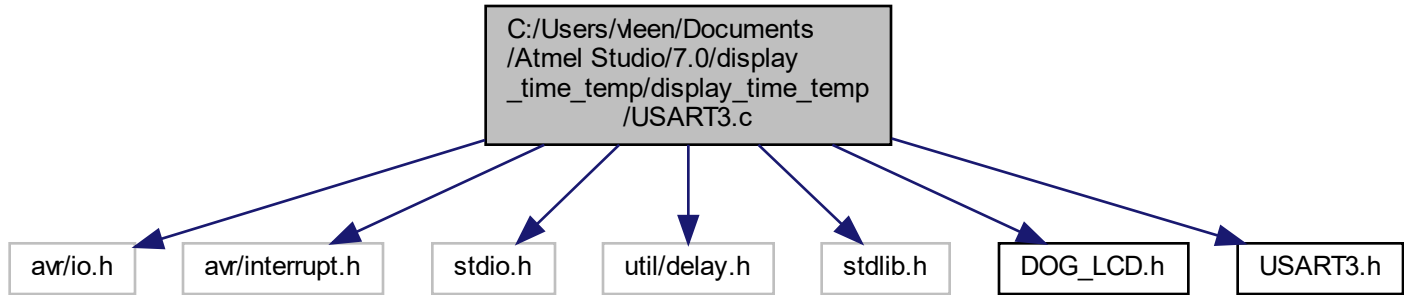 C:/Users/vleen/Documents
/Atmel Studio/7.0/display
_time_temp/display_time_temp
/USART3.c
avr/io.h
avr/interrupt.h
stdio.h
util/delay.h
stdlib.h
DOG_LCD.h
USART3.h